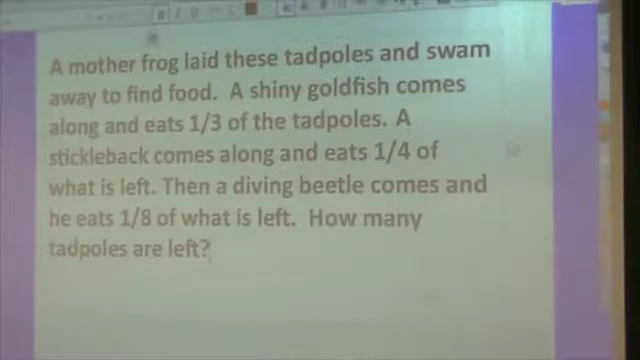 A mother frog laid these tadpoles and swam
away to find food.  A shiny goldfish comes
along and eats 1/3 of the tadpoles. A
stickleback comes along and eats 1/4 of
what is left. Then a diving beetle comes and
he eats 1/8 of what is left.  How many
tadpoles are left?